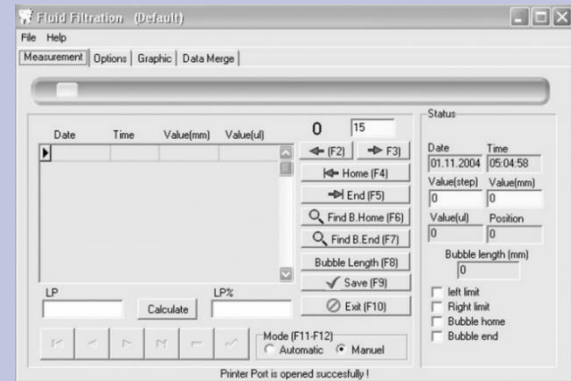 Fluid Filtration (Default)
File Help
Measurement Options Graphic Data Merge
Date Time Value(mm) Value(ul)
0 15
(F2) F3)
Home (F4)
End (F5)
Find B.Home (F6)
Find B.End (F7)
Bubble Length (F8)
Save (F9)
Exit (F10)
LP LP%
Calculate
Mode (F11-F12)
Automatic Manuel
Status
Date Time
01.11.2004 05:04:58
Value(step) Value(mm)
0 0
Value(ul) Position
0 0
Bubble length (mm)
0
left limit
Right limit
Bubble home
Bubble end
Printer Port is opened succesfully !